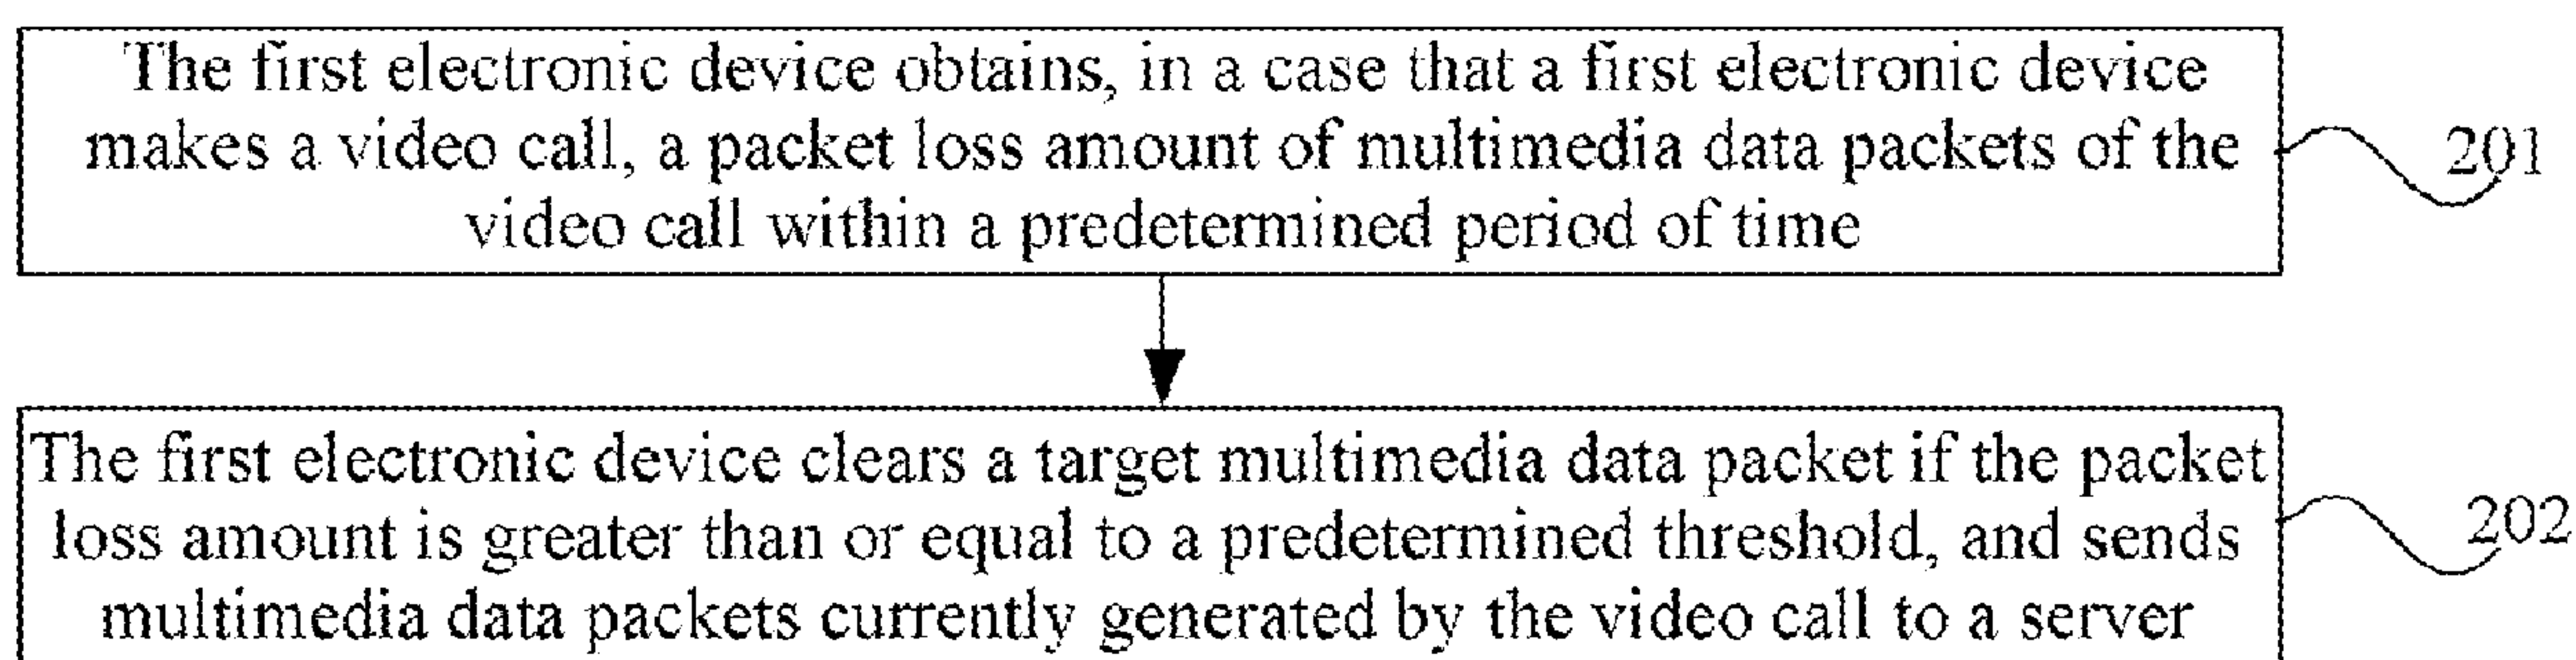 The first electronic device obtains, in a case that a first electronic device
makes a video call, a packet loss amount of multimedia data packets of the
video call within a predetermined period of time
201
The first electronic device clears a target multimedia data packet if the packet
loss amount is greater than or equal to a predetermined threshold, and sends
multimedia data packets currently generated by the video call to a server
202